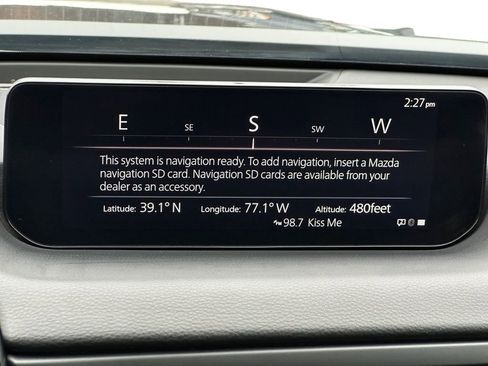 2:27pm
E SE S SW W
This system is navigation ready. To add navigation, insert a Mazda
navigation SD card. Navigation SD cards are available from your
dealer as an accessory.
Latitude: 39.1° N Longitude: 77.1° W Altitude: 480feet
98.7 Kiss Me